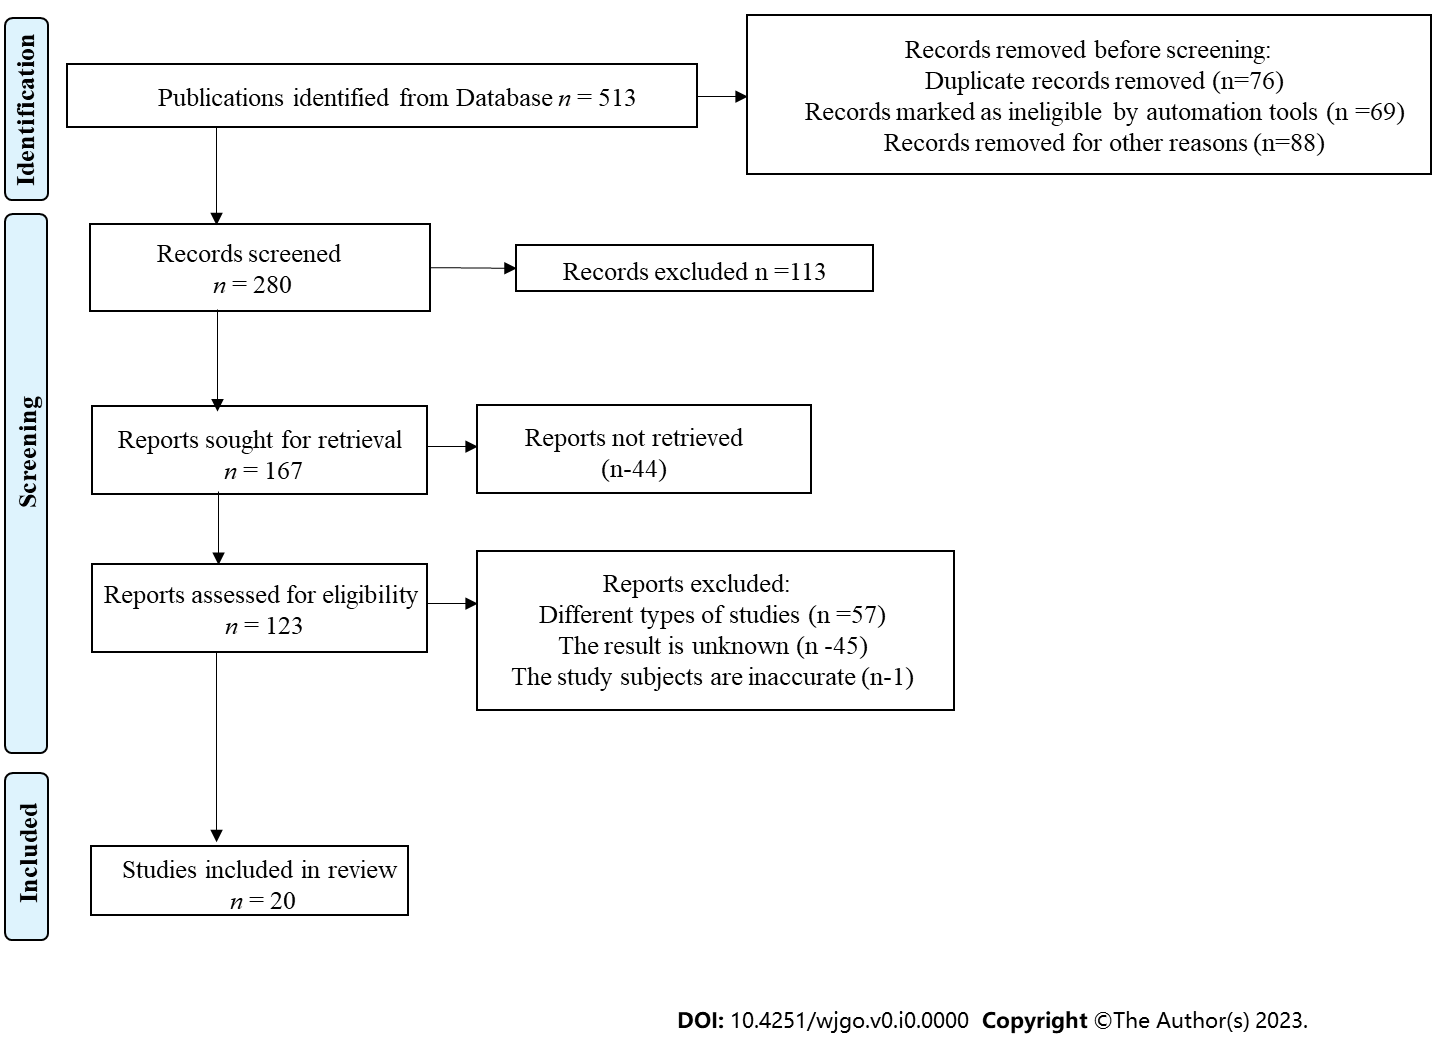 Identification
Publications identified from Database n = 513
Records removed before screening:
Duplicate records removed (n=76)
Records marked as ineligible by automation tools (n =69)
Records removed for other reasons (n=88)
Screening
Records screened
n = 280
Records excluded n =113
Reports sought for retrieval
n = 167
Reports not retrieved
(n-44)
Reports assessed for eligibility
n = 123
Reports excluded:
Different types of studies (n =57)
The result is unknown (n -45)
The study subjects are inaccurate (n-1)
Included
Studies included in review
n = 20
DOI: 10.4251/wjgo.v0.i0.0000 Copyright ©The Author(s) 2023.